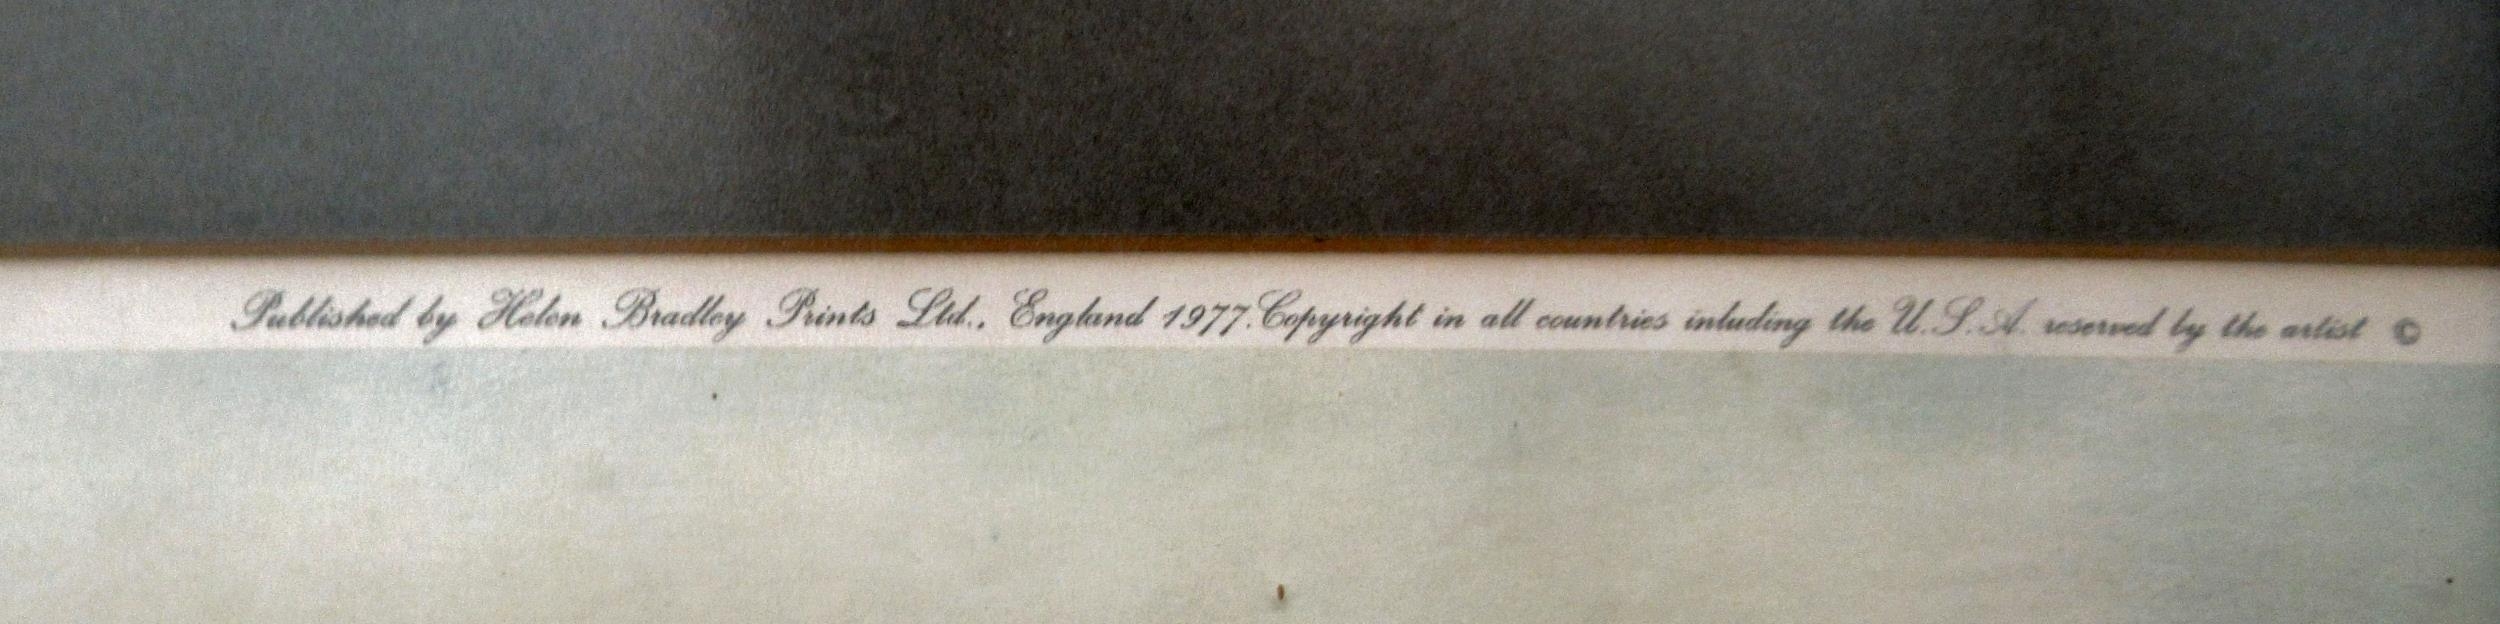 Published by Helen Bradley Prints Ltd., England 1977. Copyright in all countries inluding the U.S.A. reserved by the artist ©